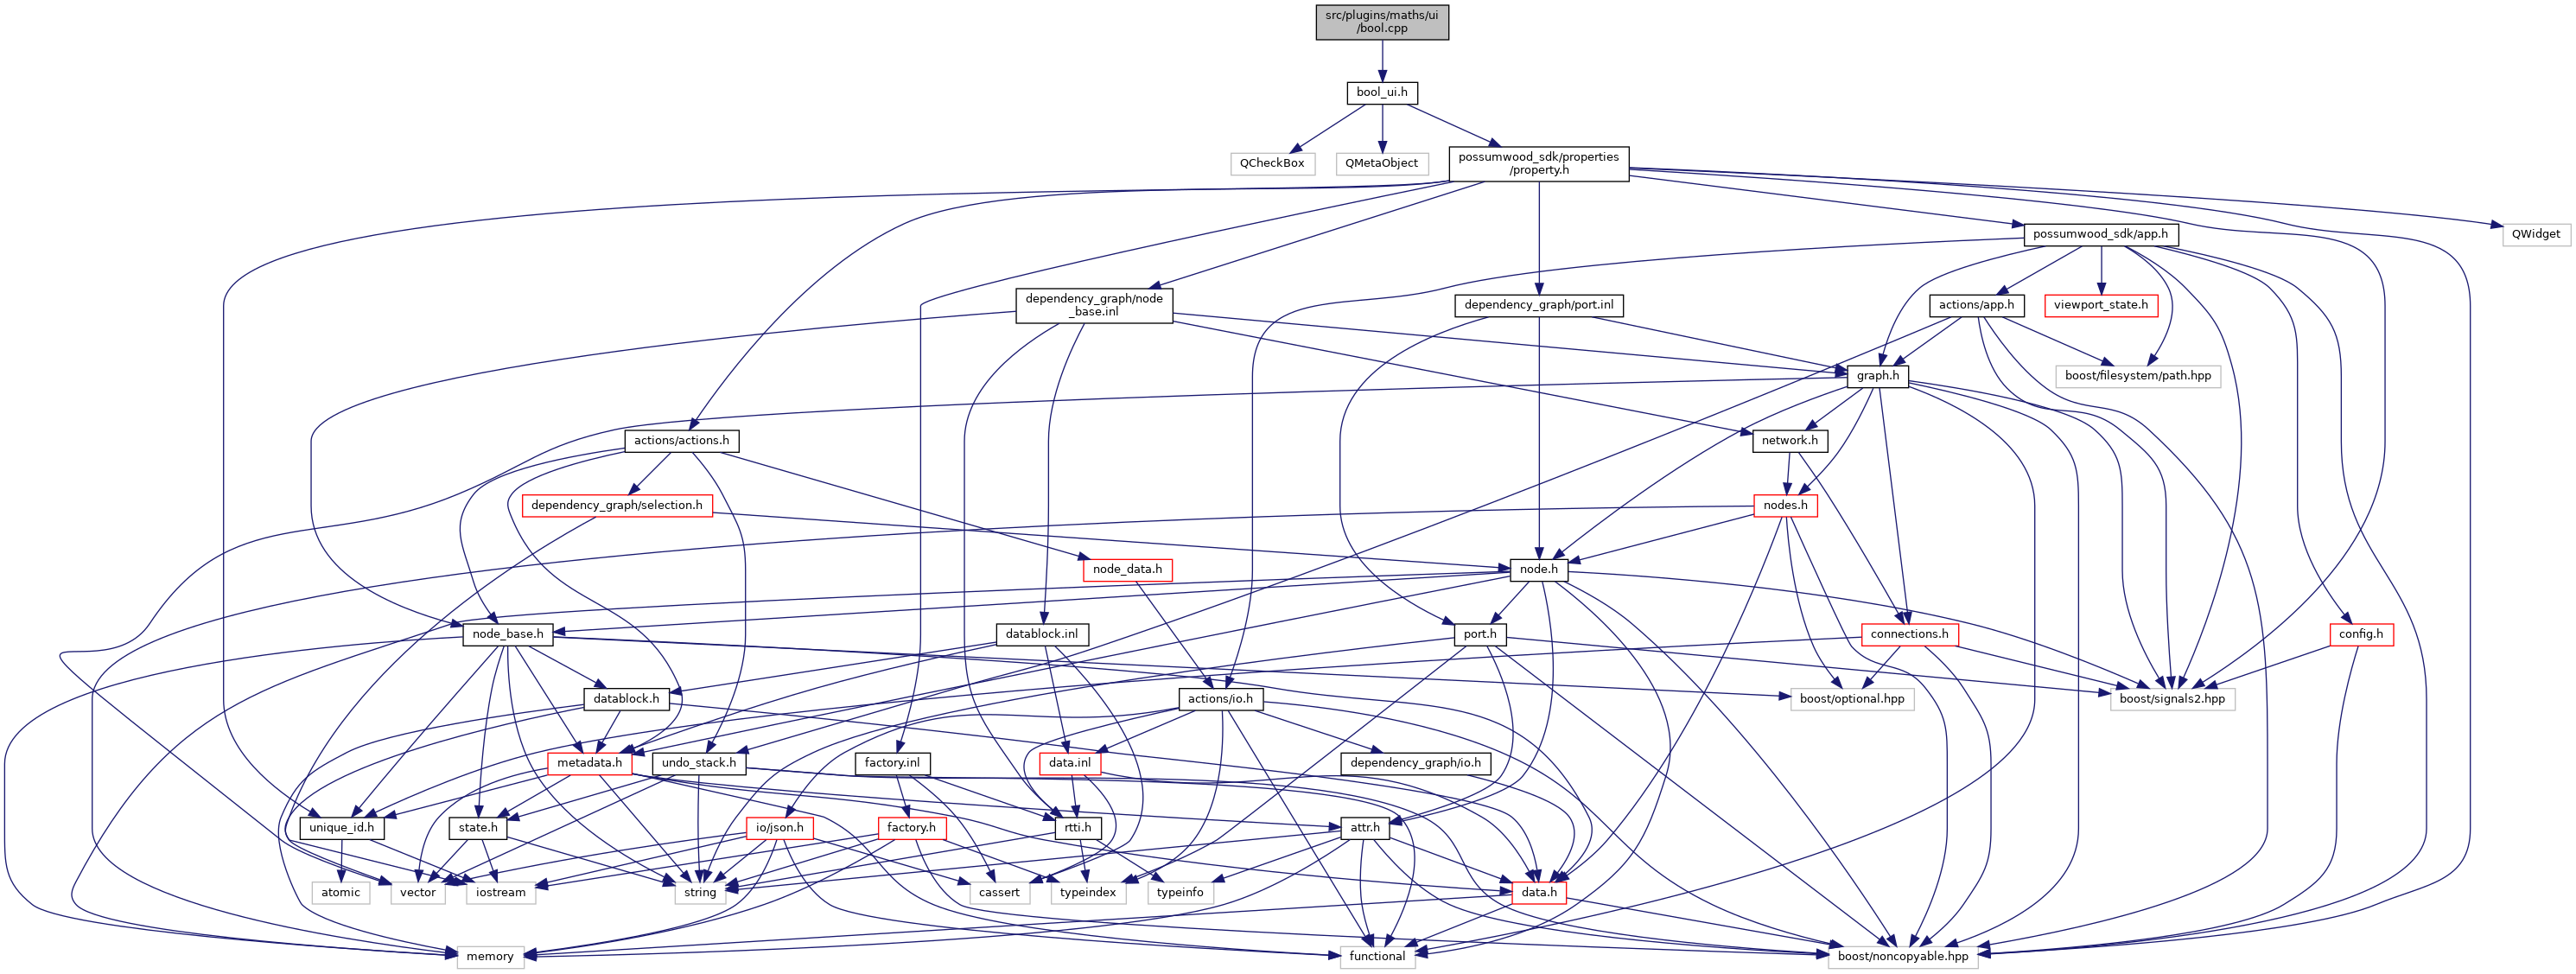 src/plugins/maths/ui
/bool.cpp
bool_ui.h
QCheckBox
QMetaObject
possumwood_sdk/properties
/property.h
possumwood_sdk/app.h
QWidget
dependency_graph/node
_base.inl
dependency_graph/port.inl
actions/app.h
viewport_state.h
graph.h
boost/filesystem/path.hpp
actions/actions.h
network.h
dependency_graph/selection.h
nodes.h
node_data.h
node.h
node_base.h
datablock.inl
port.h
connections.h
config.h
datablock.h
actions/io.h
boost/optional.hpp
boost/signals2.hpp
metadata.h
undo_stack.h
factory.inl
data.inl
dependency_graph/io.h
unique_id.h
state.h
io/json.h
factory.h
rtti.h
attr.h
atomic
vector
iostream
string
cassert
typeindex
typeinfo
data.h
memory
functional
boost/noncopyable.hpp